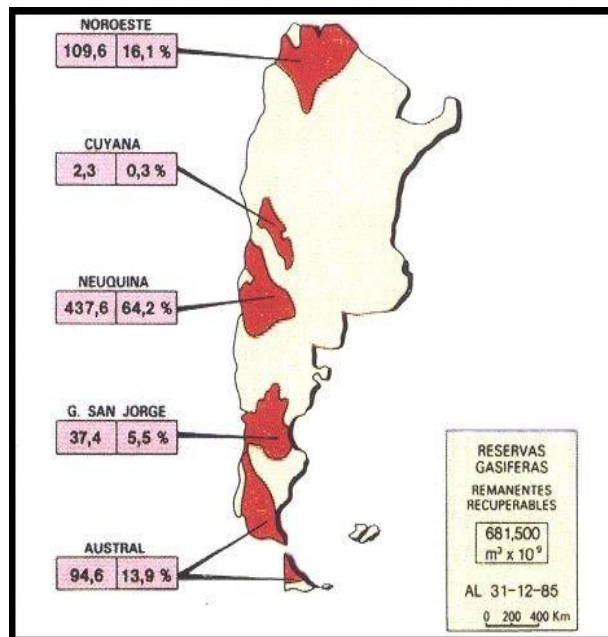 NOROESTE
109,6 16,1 %
CUYANA
2,3 0,3 %
NEUQUINA
437,6 64,2 %
G. SAN JORGE
37,4 5,5 %
AUSTRAL
94,6 13,9 %
RESERVAS
GASIFERAS
REMANENTES
RECUPERABLES
681,500
m³ x 10⁹
AL 31-12-85
0 200 400 Km